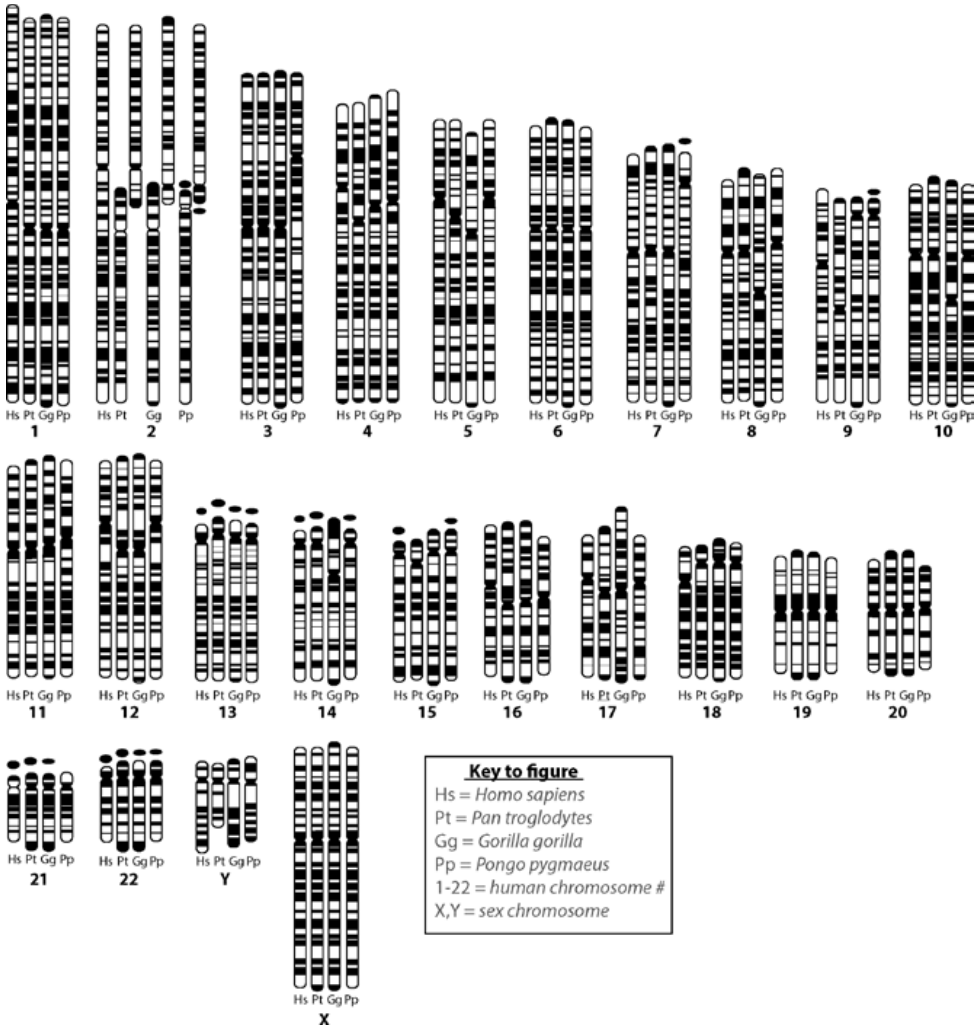 Hs Pt Gg Pp
1
Hs Pt Gg Pp
2
Hs Pt Gg Pp
3
Hs Pt Gg Pp
4
Hs Pt Gg Pp
5
Hs Pt Gg Pp
6
Hs Pt Gg Pp
7
Hs Pt Gg Pp
8
Hs Pt Gg Pp
9
Hs Pt Gg Pp
10
Hs Pt Gg Pp
11
Hs Pt Gg Pp
12
Hs Pt Gg Pp
13
Hs Pt Gg Pp
14
Hs Pt Gg Pp
15
Hs Pt Gg Pp
16
Hs Pt Gg Pp
17
Hs Pt Gg Pp
18
Hs Pt Gg Pp
19
Hs Pt Gg Pp
20
Hs Pt Gg Pp
21
Hs Pt Gg Pp
22
Hs Pt Gg Pp
Y
Hs Pt Gg Pp
X
Key to figure
Hs = Homo sapiens
Pt = Pan troglodytes
Gg = Gorilla gorilla
Pp = Pongo pygmaeus
1-22 = human chromosome #
X,Y = sex chromosome